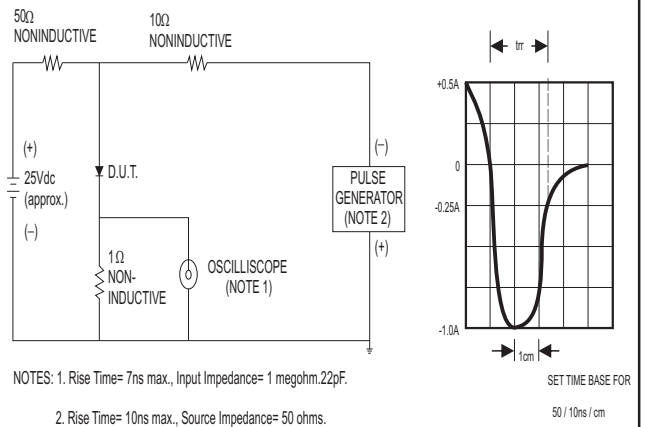 50Ω
NONINDUCTIVE
10Ω
NONINDUCTIVE
(+)
25Vdc
(approx.)
(−)
D.U.T.
1Ω
NON-
INDUCTIVE
OSCILLISCOPE
(NOTE 1)
(−)
PULSE
GENERATOR
(NOTE 2)
(+)
trr
+0.5A
0
-0.25A
-1.0A
1cm
SET TIME BASE FOR
50 / 10ns / cm
NOTES: 1. Rise Time= 7ns max., Input Impedance= 1 megohm.22pF.
2. Rise Time= 10ns max., Source Impedance= 50 ohms.